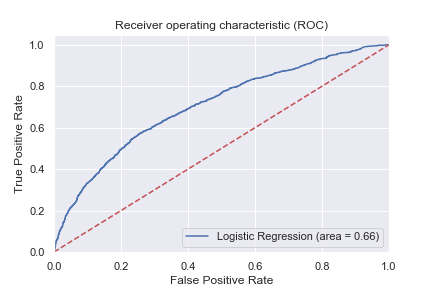 Receiver operating characteristic (ROC)
1.0
0.8
0.6
0.4
0.2
0.0
True Positive Rate
Logistic Regression (area = 0.66)
0.0 0.2 0.4 0.6 0.8 1.0
False Positive Rate